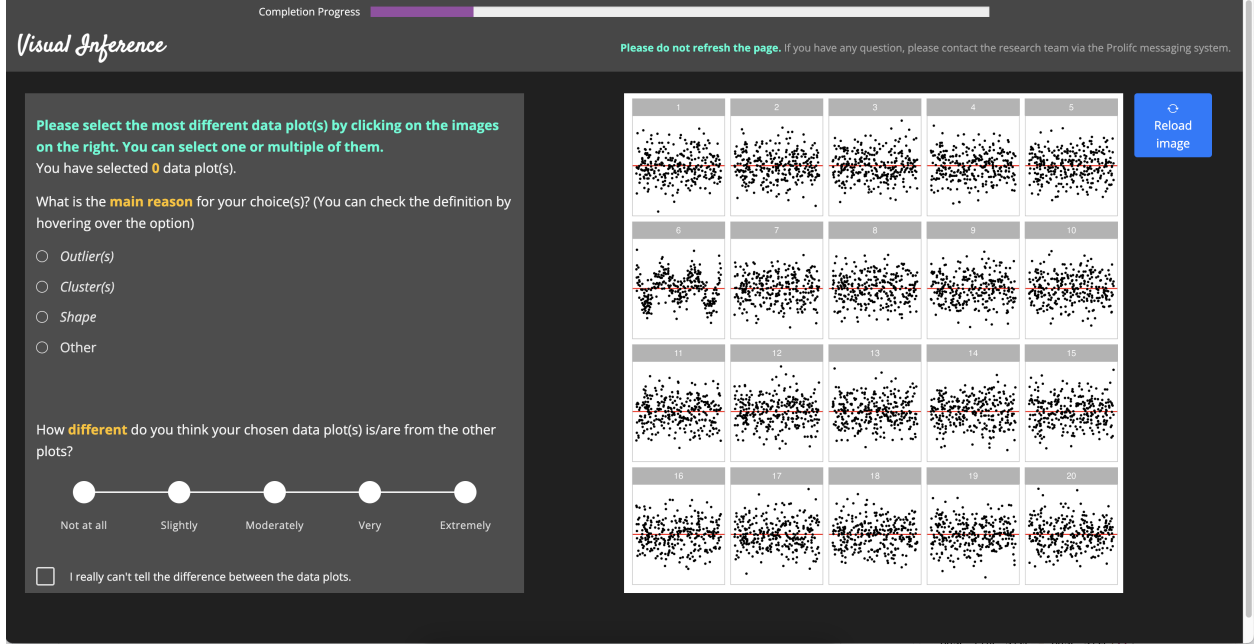 Completion Progress
Visual Inference
Please do not refresh the page. If you have any question, please contact the research team via the Prolifc messaging system.
Please select the most different data plot(s) by clicking on the images
on the right. You can select one or multiple of them.
You have selected 0 data plot(s).
What is the main reason for your choice(s)? (You can check the definition by
hovering over the option)
Outlier(s)
Cluster(s)
Shape
Other
How different do you think your chosen data plot(s) is/are from the other
plots?
Not at all Slightly Moderately Very Extremely
I really can't tell the difference between the data plots.
1 2 3 4 5
6 7 8 9 10
11 12 13 14 15
16 17 18 19 20
Reload
image